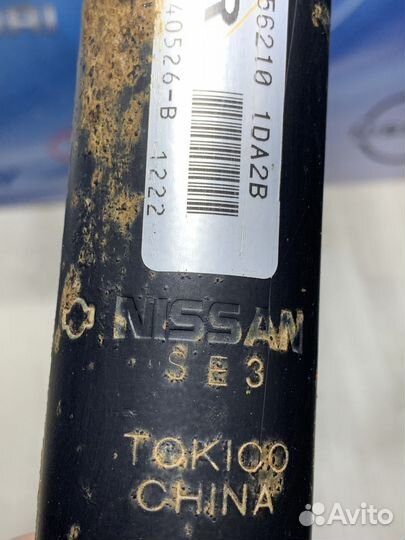 R
56210 1DA2B
40526-B 1222
NISSAN
SE3
TOKICO
CHINA
Avito